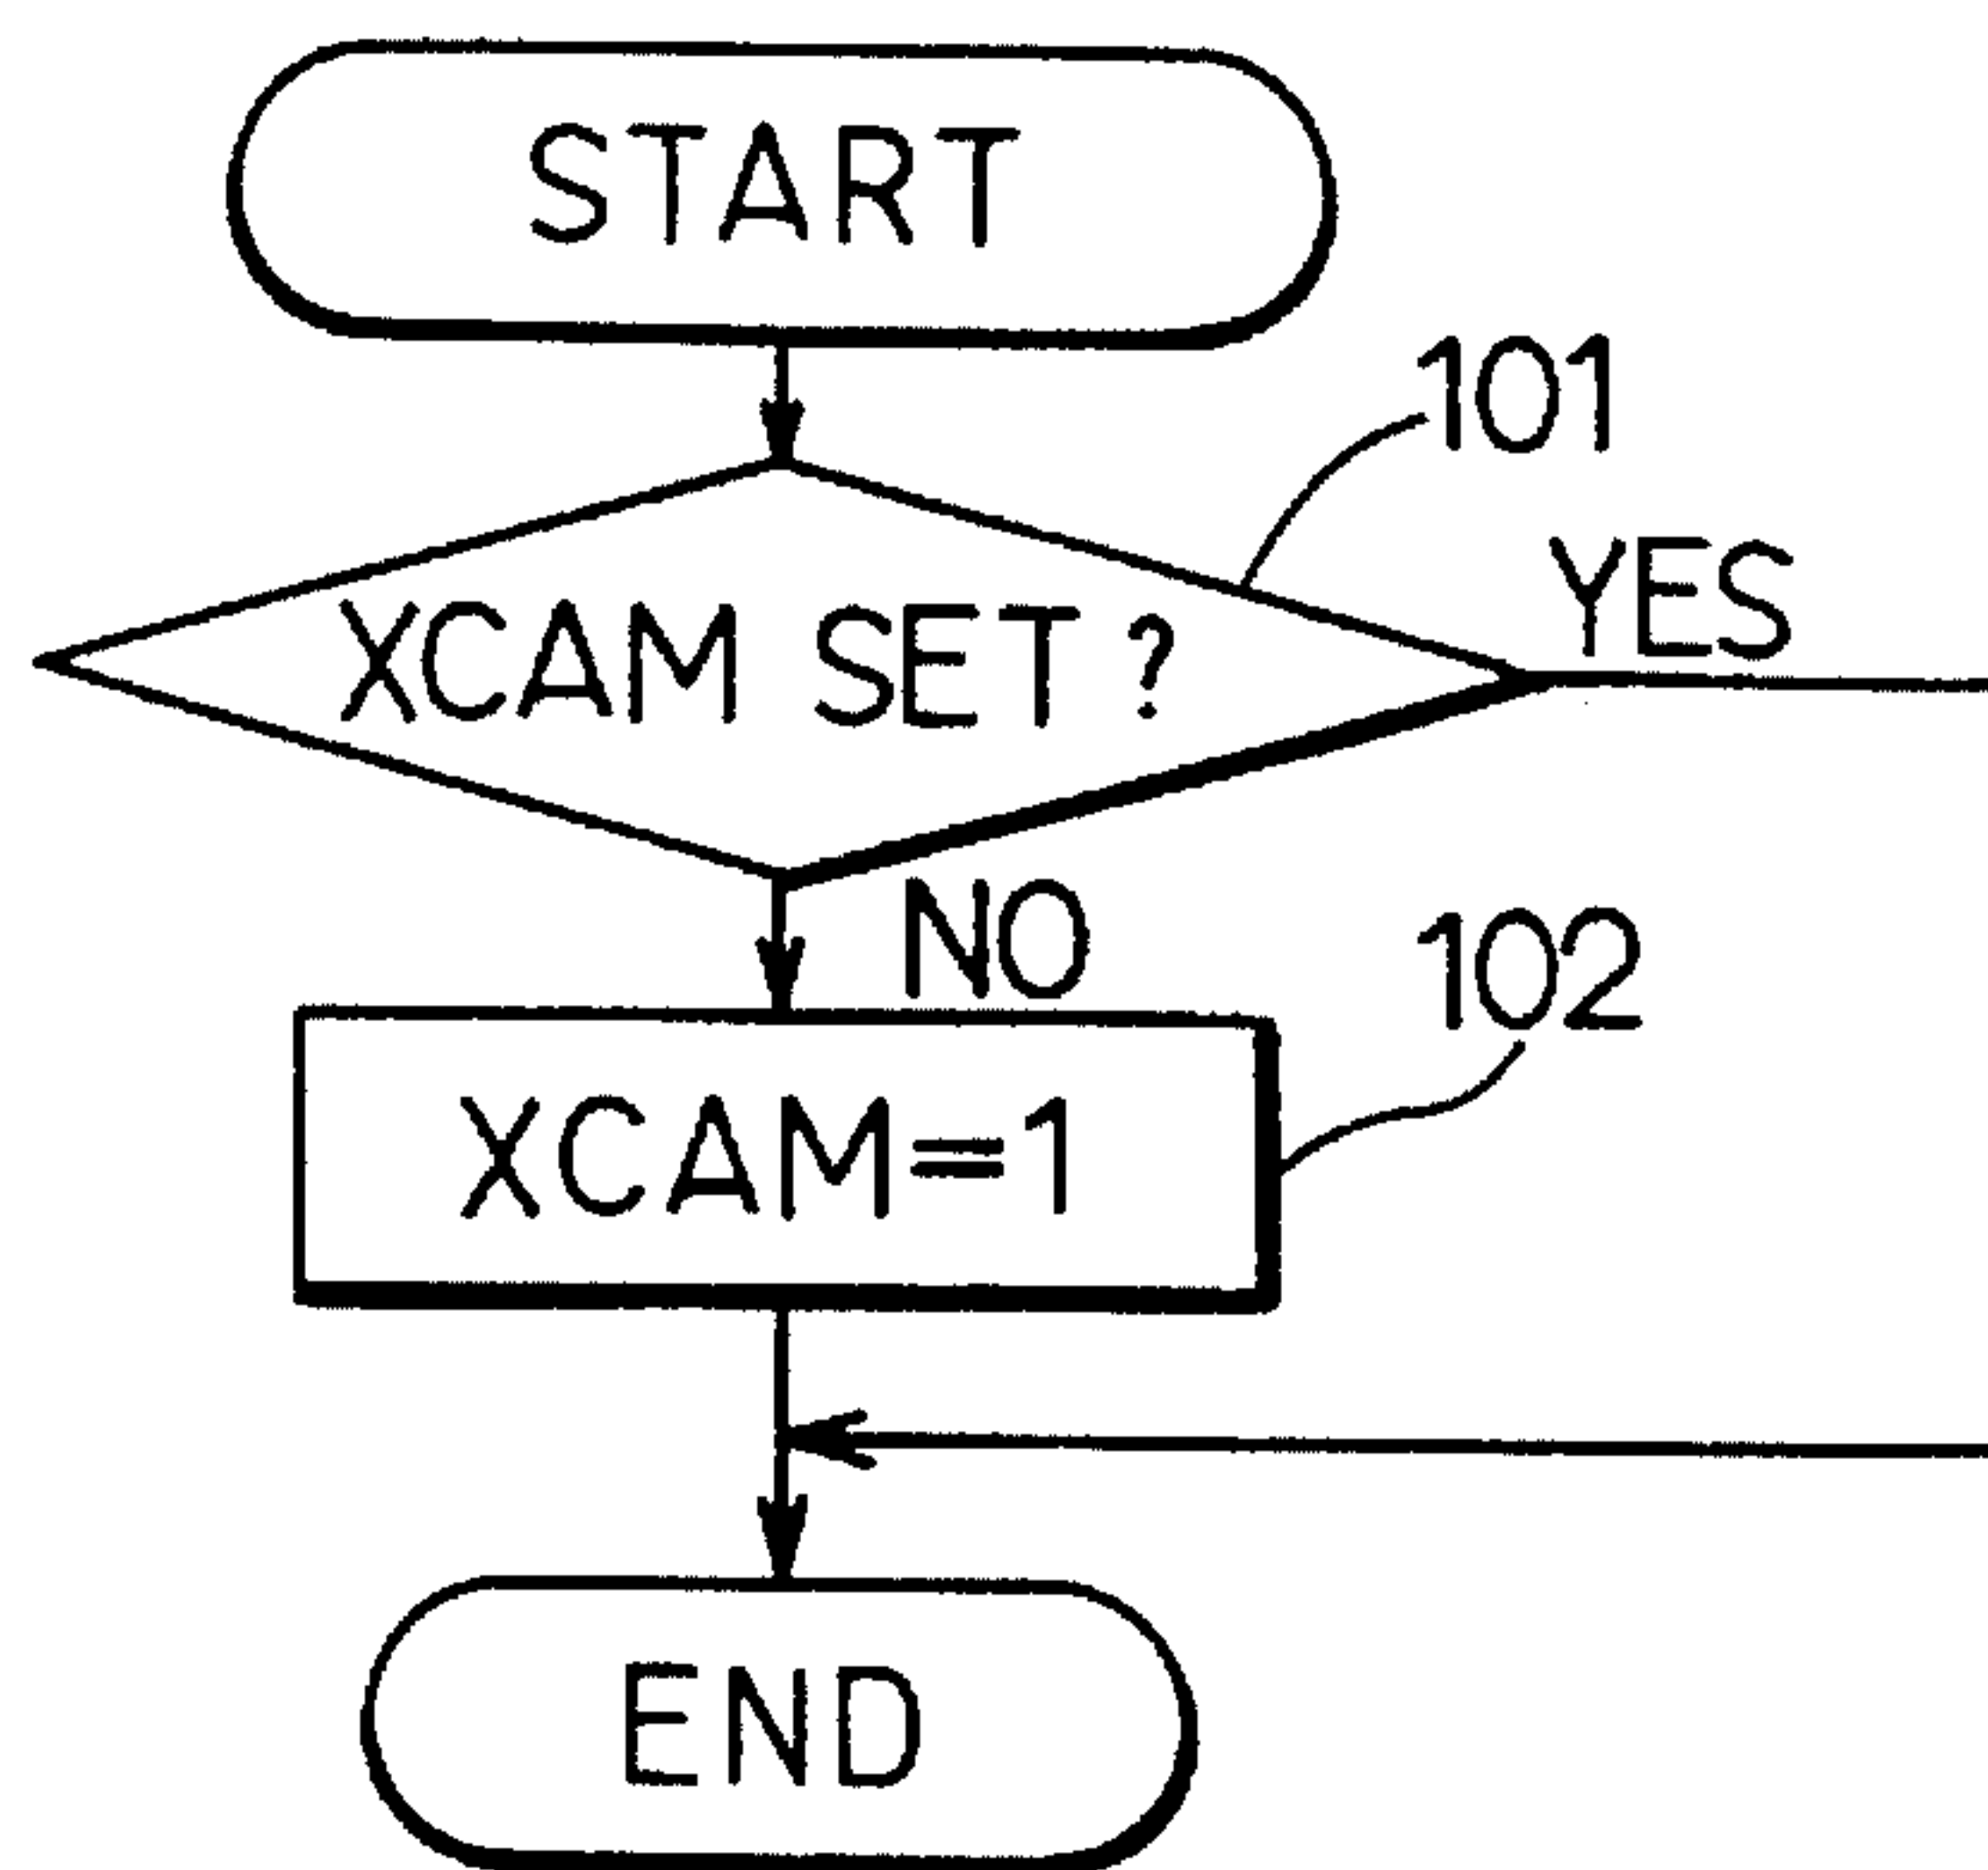 START
101
XCAM SET?
YES
NO
102
XCAM=1
END